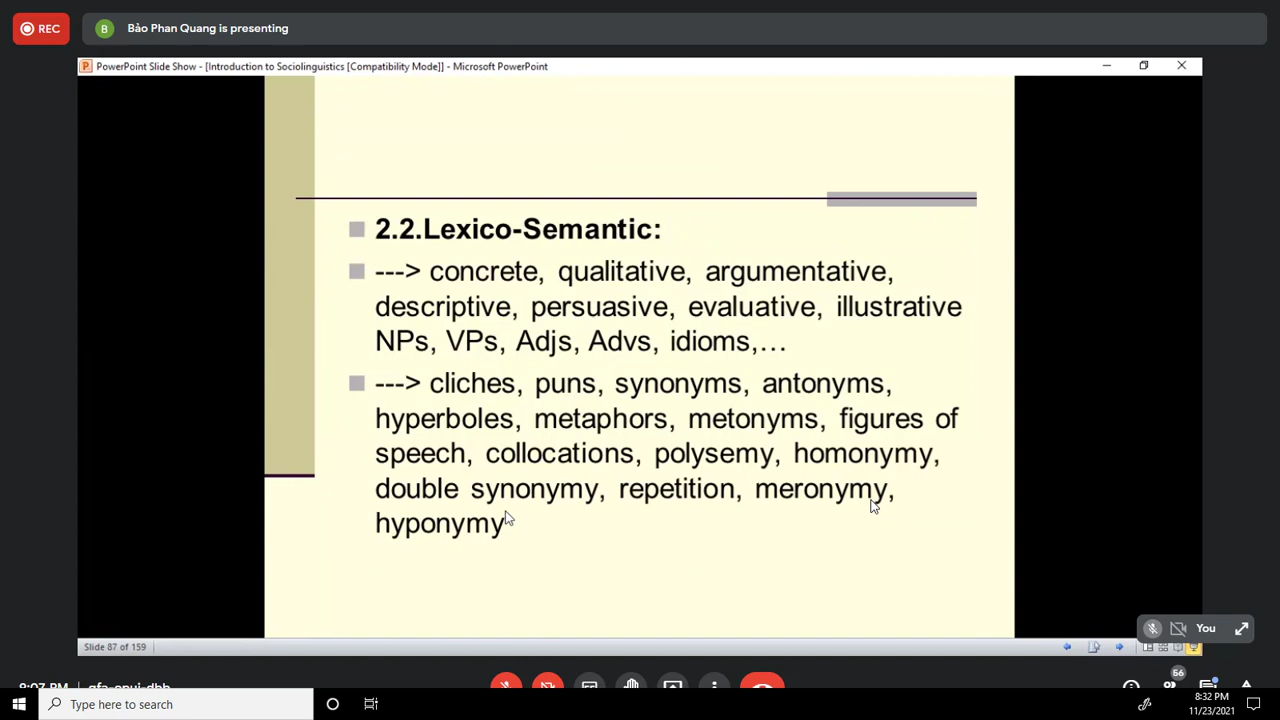 REC
B
Bảo Phan Quang is presenting
PowerPoint Slide Show - [Introduction to Sociolinguistics [Compatibility Mode]] - Microsoft PowerPoint
2.2.Lexico-Semantic:
---> concrete, qualitative, argumentative,
descriptive, persuasive, evaluative, illustrative
NPs, VPs, Adjs, Advs, idioms,…
---> cliches, puns, synonyms, antonyms,
hyperboles, metaphors, metonyms, figures of
speech, collocations, polysemy, homonymy,
double synonymy, repetition, meronymy,
hyponymy
You
Slide 87 of 159
56
8:07 PM
Type here to search
8:32 PM
11/23/2021